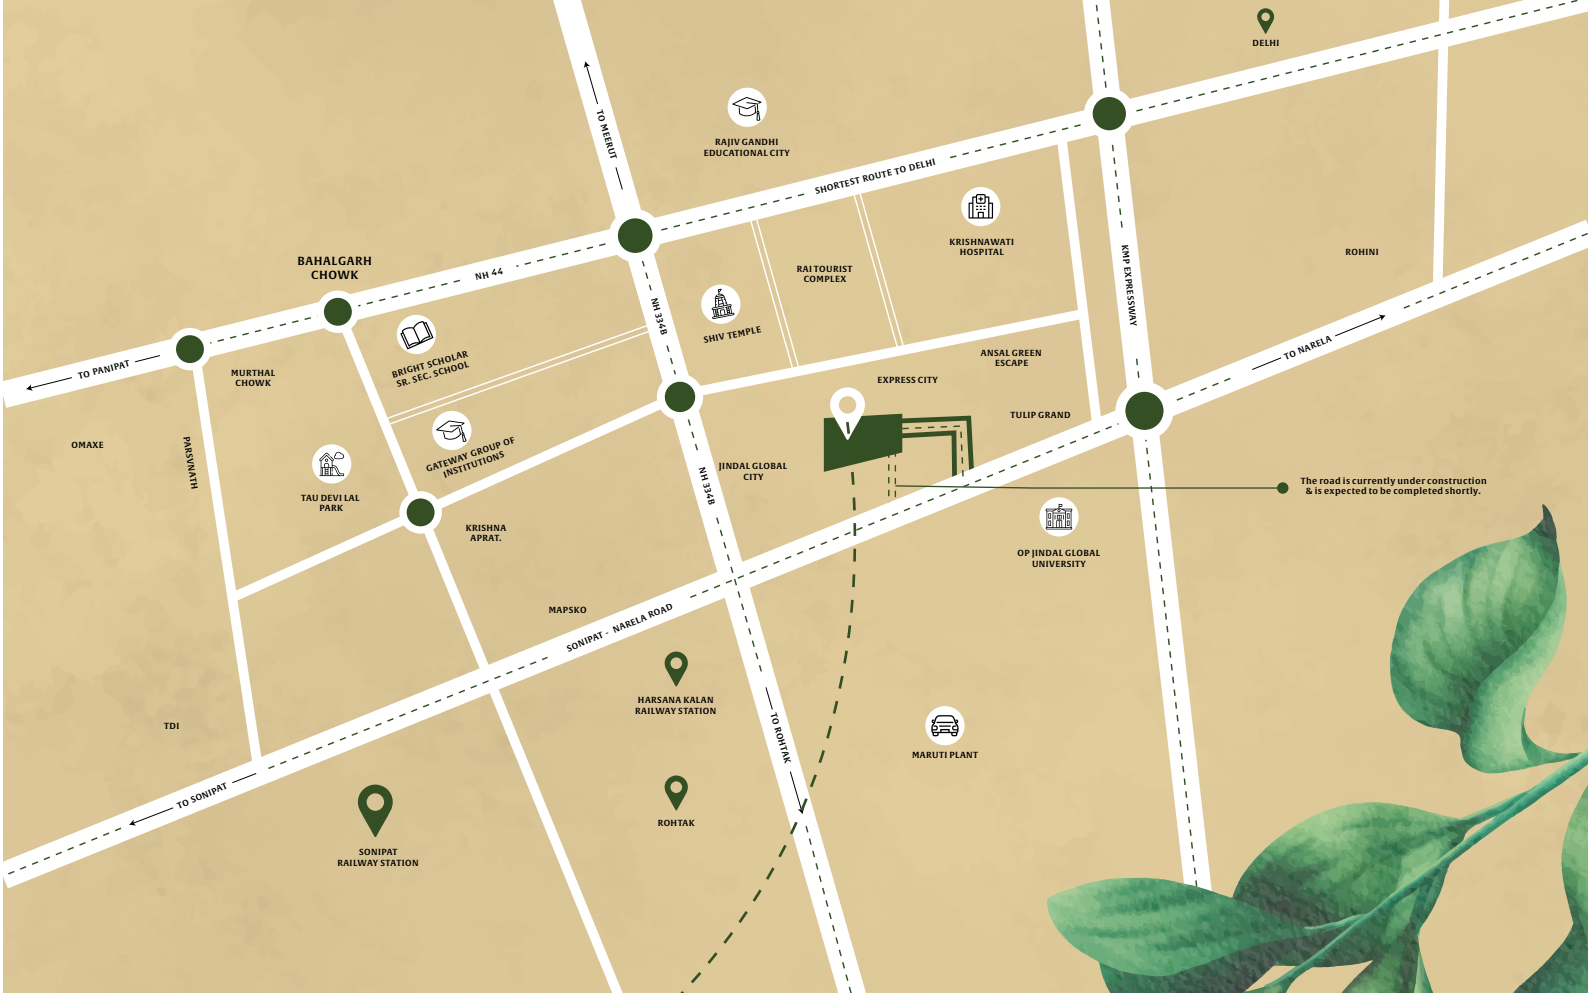 DELHI
TO MEERUT
RAJIV GANDHI
EDUCATIONAL CITY
SHORTEST ROUTE TO DELHI
KRISHNAWATI
HOSPITAL
ROHINI
BAHALGARH
CHOWK
NH 44
RAI TOURIST
COMPLEX
KMP EXPRESSWAY
NH 334B
SHIV TEMPLE
TO PANIPAT
MURTHAL
CHOWK
BRIGHT SCHOLAR
SR. SEC. SCHOOL
ANSAL GREEN
ESCAPE
TO NARELA
EXPRESS CITY
TULIP GRAND
OMAXE
PARSVNATH
GATEWAY GROUP OF
INSTITUTIONS
JINDAL GLOBAL
CITY
NH 334B
TAU DEVI LAL
PARK
KRISHNA
APRAT.
The road is currently under construction
& is expected to be completed shortly.
OP JINDAL GLOBAL
UNIVERSITY
MAPSKO
SONIPAT - NARELA ROAD
HARSANA KALAN
RAILWAY STATION
TDI
TO ROHTAK
MARUTI PLANT
TO SONIPAT
ROHTAK
SONIPAT
RAILWAY STATION